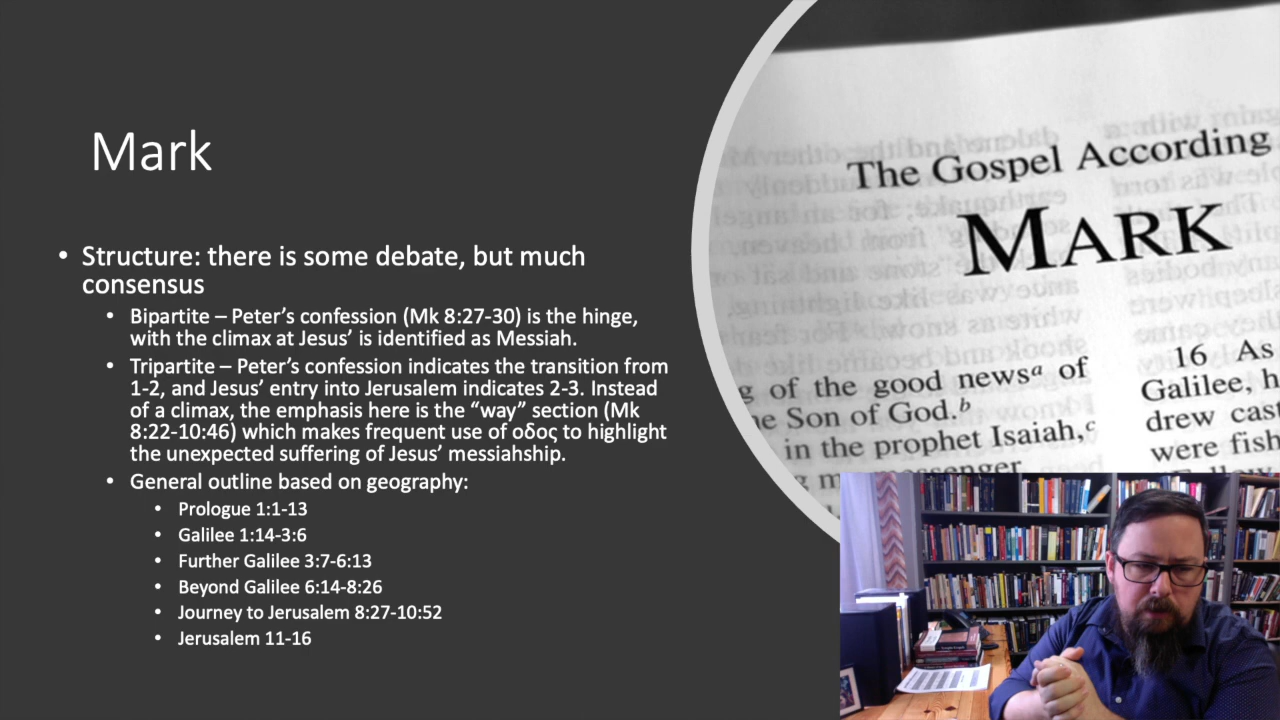 Mark
• Structure: there is some debate, but much
consensus
• Bipartite – Peter's confession (Mk 8:27-30) is the hinge,
with the climax at Jesus' is identified as Messiah.
• Tripartite – Peter's confession indicates the transition from
1-2, and Jesus' entry into Jerusalem indicates 2-3. Instead
of a climax, the emphasis here is the "way" section (Mk
8:22-10:46) which makes frequent use of οδος to highlight
the unexpected suffering of Jesus' messiahship.
• General outline based on geography:
• Prologue 1:1-13
• Galilee 1:14-3:6
• Further Galilee 3:7-6:13
• Beyond Galilee 6:14-8:26
• Journey to Jerusalem 8:27-10:52
• Jerusalem 11-16
The Gospel According
MARK
of the good newsᵃ of
Son of God.ᵇ
in the prophet Isaiah,ᶜ
16 As
Galilee, h
drew cast
were fish